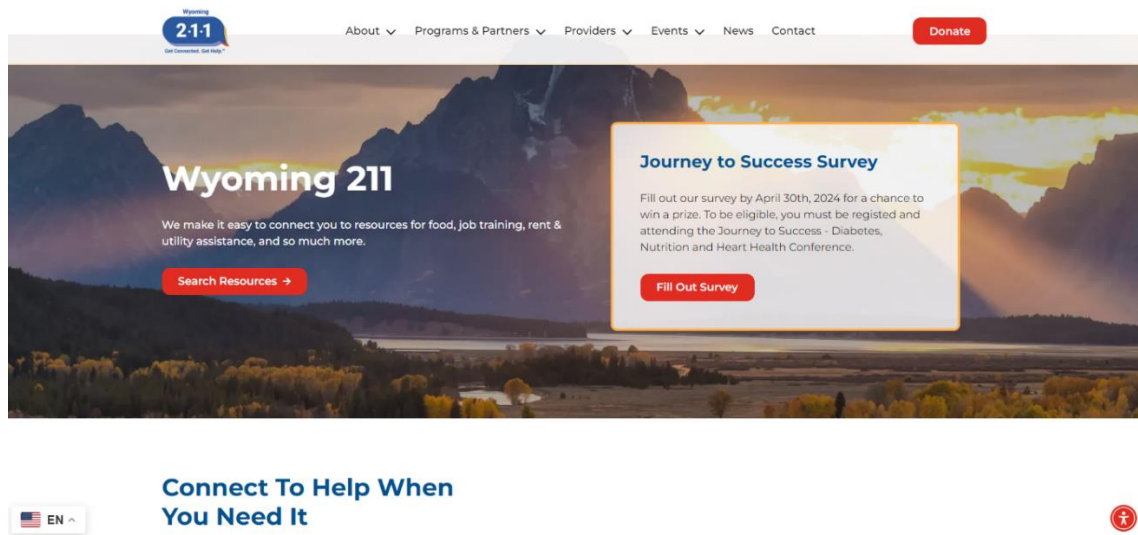 Wyoming
2·1·1
Get Connected. Get Help.™
About Programs & Partners Providers Events News Contact Donate
Wyoming 211
We make it easy to connect you to resources for food, job training, rent &
utility assistance, and so much more.
Search Resources →
Journey to Success Survey
Fill out our survey by April 30th, 2024 for a chance to
win a prize. To be eligible, you must be registed and
attending the Journey to Success - Diabetes,
Nutrition and Heart Health Conference.
Fill Out Survey
Connect To Help When
You Need It
EN